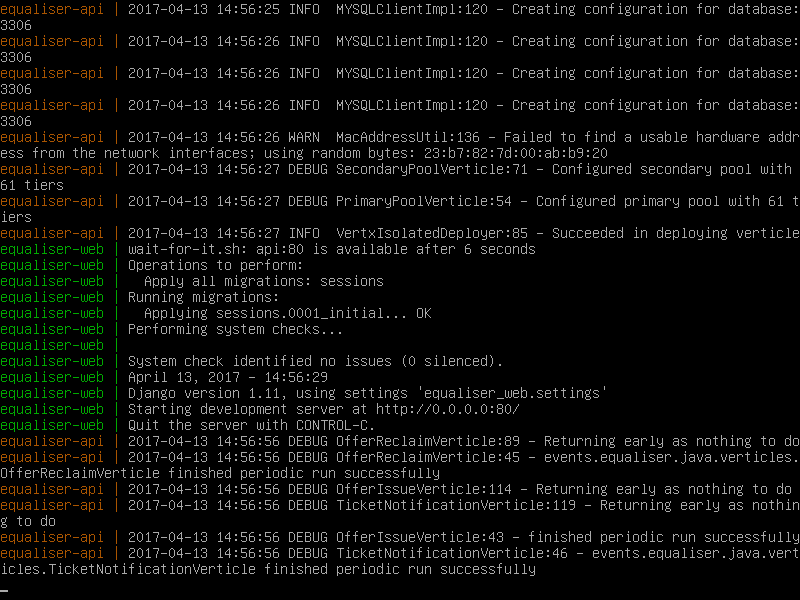 equaliser-api | 2017-04-13 14:56:25 INFO  MYSQLClientImpl:120 - Creating configuration for database:
3306
equaliser-api | 2017-04-13 14:56:26 INFO  MYSQLClientImpl:120 - Creating configuration for database:
3306
equaliser-api | 2017-04-13 14:56:26 INFO  MYSQLClientImpl:120 - Creating configuration for database:
3306
equaliser-api | 2017-04-13 14:56:26 INFO  MYSQLClientImpl:120 - Creating configuration for database:
3306
equaliser-api | 2017-04-13 14:56:26 WARN  MacAddressUtil:136 - Failed to find a usable hardware addr
ess from the network interfaces; using random bytes: 23:b7:82:7d:00:ab:b9:20
equaliser-api | 2017-04-13 14:56:27 DEBUG SecondaryPoolVerticle:71 - Configured secondary pool with
61 tiers
equaliser-api | 2017-04-13 14:56:27 DEBUG PrimaryPoolVerticle:54 - Configured primary pool with 61 t
iers
equaliser-api | 2017-04-13 14:56:27 INFO  VertxIsolatedDeployer:85 - Succeeded in deploying verticle
equaliser-web | wait-for-it.sh: api:80 is available after 6 seconds
equaliser-web | Operations to perform:
equaliser-web |   Apply all migrations: sessions
equaliser-web | Running migrations:
equaliser-web |   Applying sessions.0001_initial... OK
equaliser-web | Performing system checks...
equaliser-web |
equaliser-web | System check identified no issues (0 silenced).
equaliser-web | April 13, 2017 - 14:56:29
equaliser-web | Django version 1.11, using settings 'equaliser_web.settings'
equaliser-web | Starting development server at http://0.0.0.0:80/
equaliser-web | Quit the server with CONTROL-C.
equaliser-api | 2017-04-13 14:56:56 DEBUG OfferReclaimVerticle:89 - Returning early as nothing to do
equaliser-api | 2017-04-13 14:56:56 DEBUG OfferReclaimVerticle:45 - events.equaliser.java.verticles.
OfferReclaimVerticle finished periodic run successfully
equaliser-api | 2017-04-13 14:56:56 DEBUG OfferIssueVerticle:114 - Returning early as nothing to do
equaliser-api | 2017-04-13 14:56:56 DEBUG TicketNotificationVerticle:119 - Returning early as nothin
g to do
equaliser-api | 2017-04-13 14:56:56 DEBUG OfferIssueVerticle:43 - finished periodic run successfully
equaliser-api | 2017-04-13 14:56:56 DEBUG TicketNotificationVerticle:46 - events.equaliser.java.vert
icles.TicketNotificationVerticle finished periodic run successfully